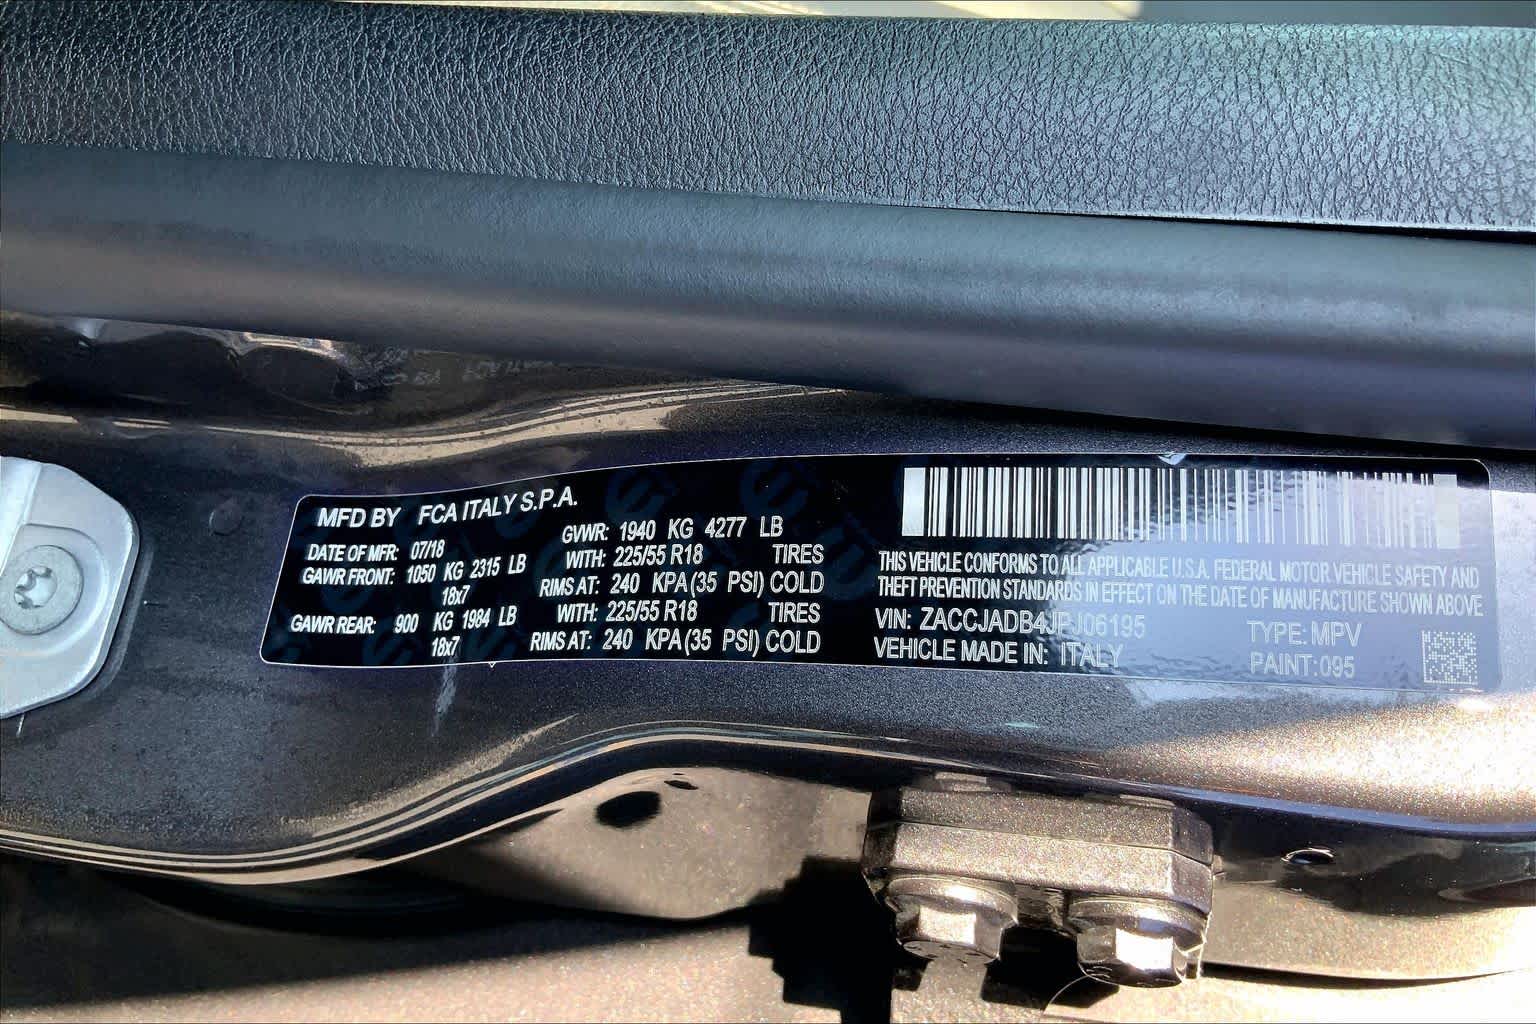 MFD BY FCA ITALY S.P.A.
DATE OF MFR: 07/18 GVWR: 1940 KG 4277 LB
GAWR FRONT: 1050 KG 2315 LB WITH: 225/55 R18 TIRES
18x7 RIMS AT: 240 KPA(35 PSI) COLD
GAWR REAR: 900 KG 1984 LB WITH: 225/55 R18 TIRES
18x7 RIMS AT: 240 KPA(35 PSI) COLD
THIS VEHICLE CONFORMS TO ALL APPLICABLE U.S.A. FEDERAL MOTOR VEHICLE SAFETY AND
THEFT PREVENTION STANDARDS IN EFFECT ON THE DATE OF MANUFACTURE SHOWN ABOVE
VIN: ZACCJADB4JPJ06195 TYPE: MPV
VEHICLE MADE IN: ITALY PAINT: 095